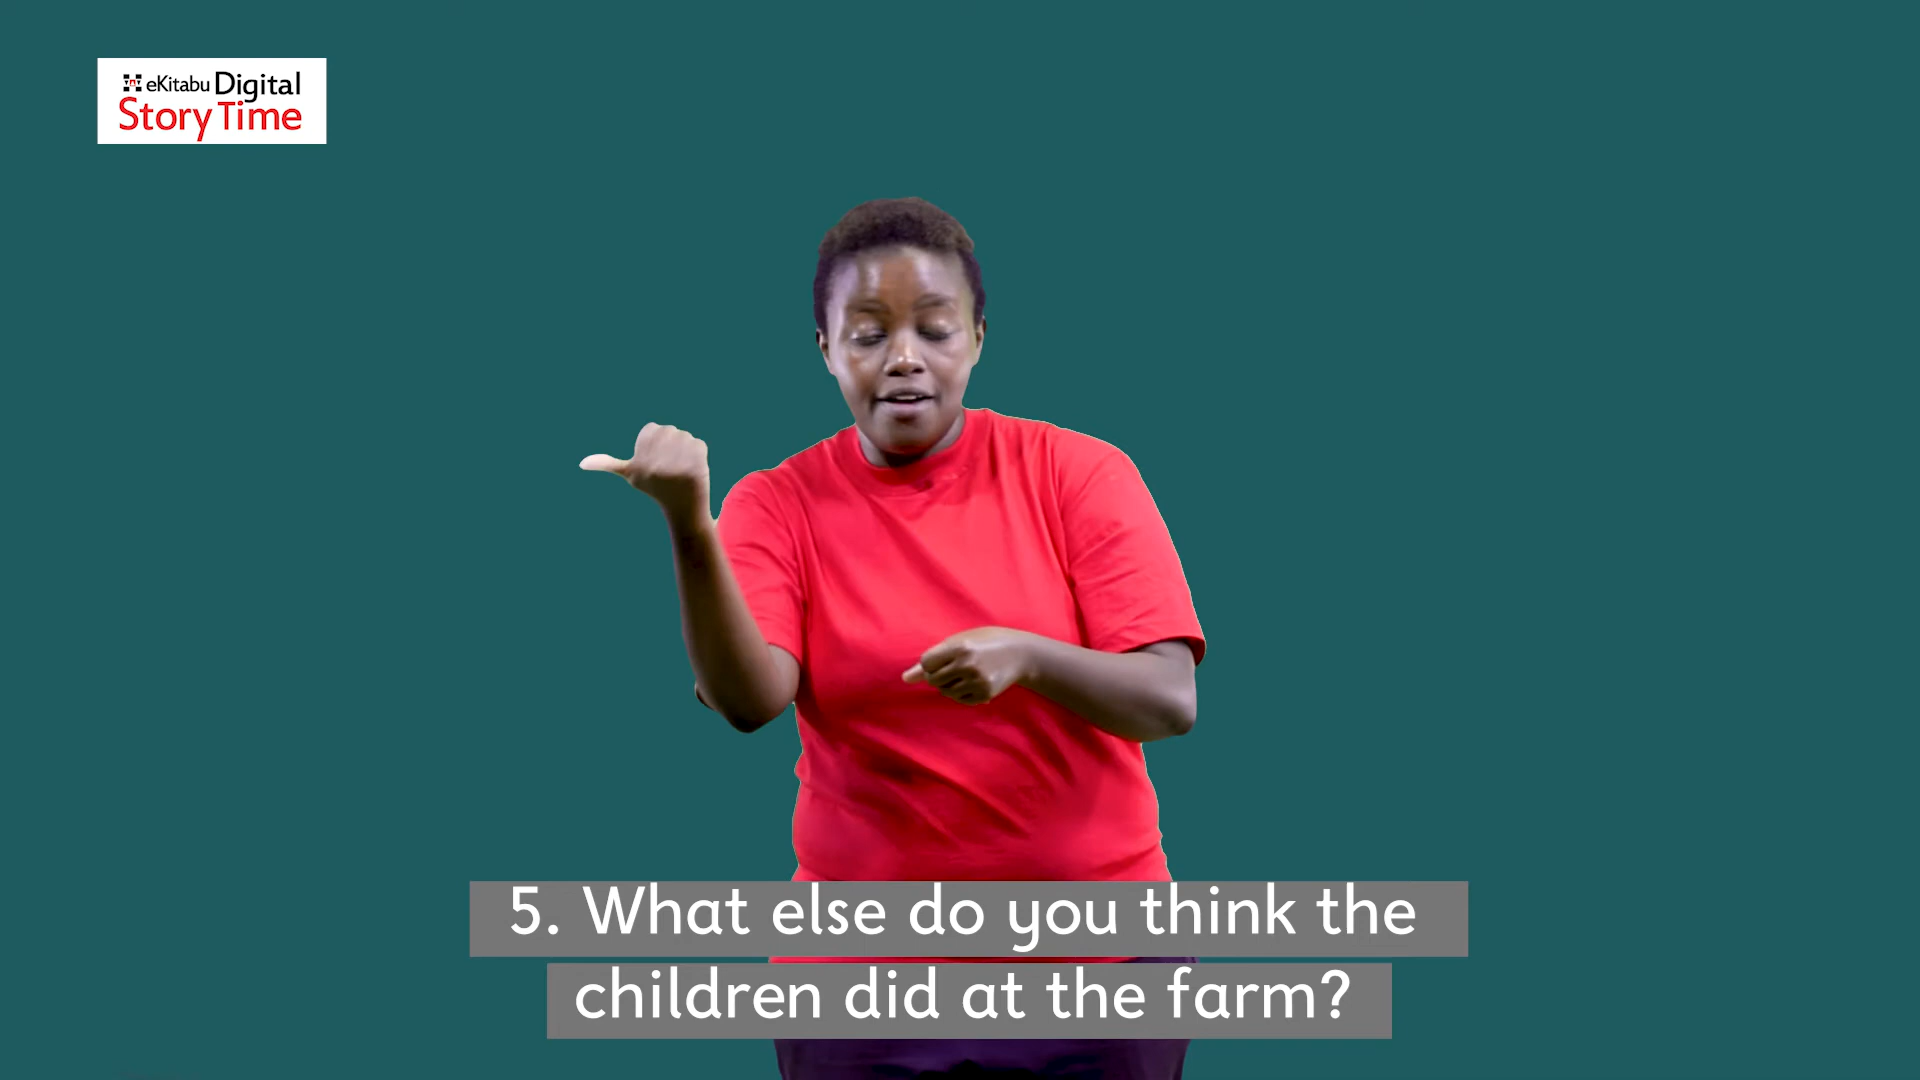 eKitabu Digital
Story Time
5. What else do you think the
children did at the farm?